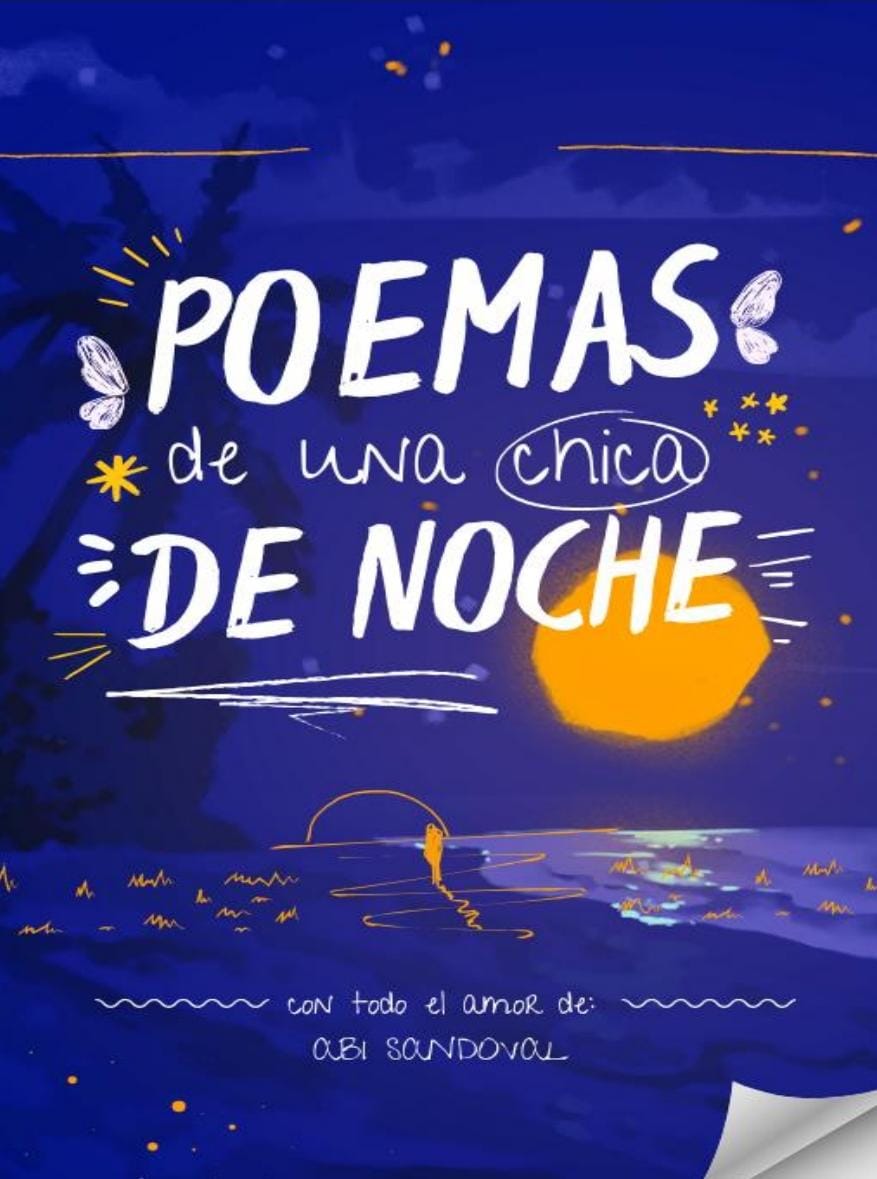 POEMAS
de una chica
DE NOCHE
con todo el amor de:
ABI SANDOVAL